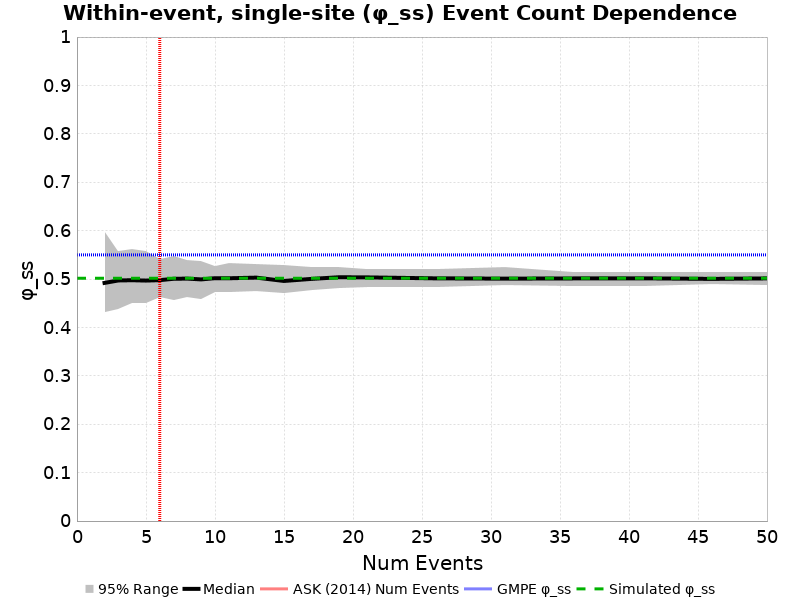 Within-event, single-site (φ_ss) Event Count Dependence
1
0.9
0.8
0.7
0.6
0.5
0.4
0.3
0.2
0.1
0
φ_ss
0 5 10 15 20 25 30 35 40 45 50
Num Events
95% Range Median ASK (2014) Num Events GMPE φ_ss Simulated φ_ss